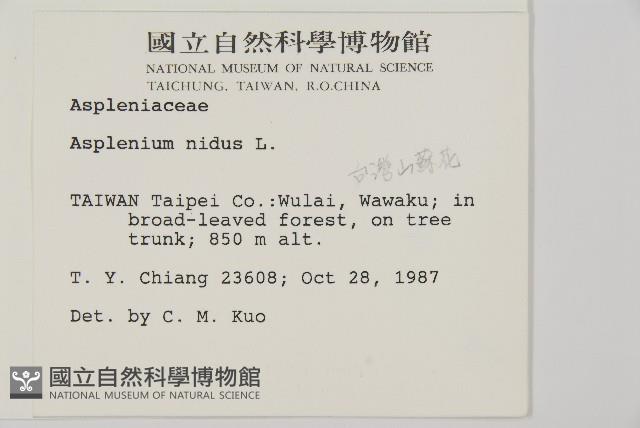 國立自然科學博物館
NATIONAL MUSEUM OF NATURAL SCIENCE
TAICHUNG, TAIWAN, R.O.CHINA
Aspleniaceae
Asplenium nidus L.
台灣山蘇花
TAIWAN Taipei Co.:Wulai, Wawaku; in
broad-leaved forest, on tree
trunk; 850 m alt.
T. Y. Chiang 23608; Oct 28, 1987
Det. by C. M. Kuo
國立自然科學博物館
NATIONAL MUSEUM OF NATURAL SCIENCE